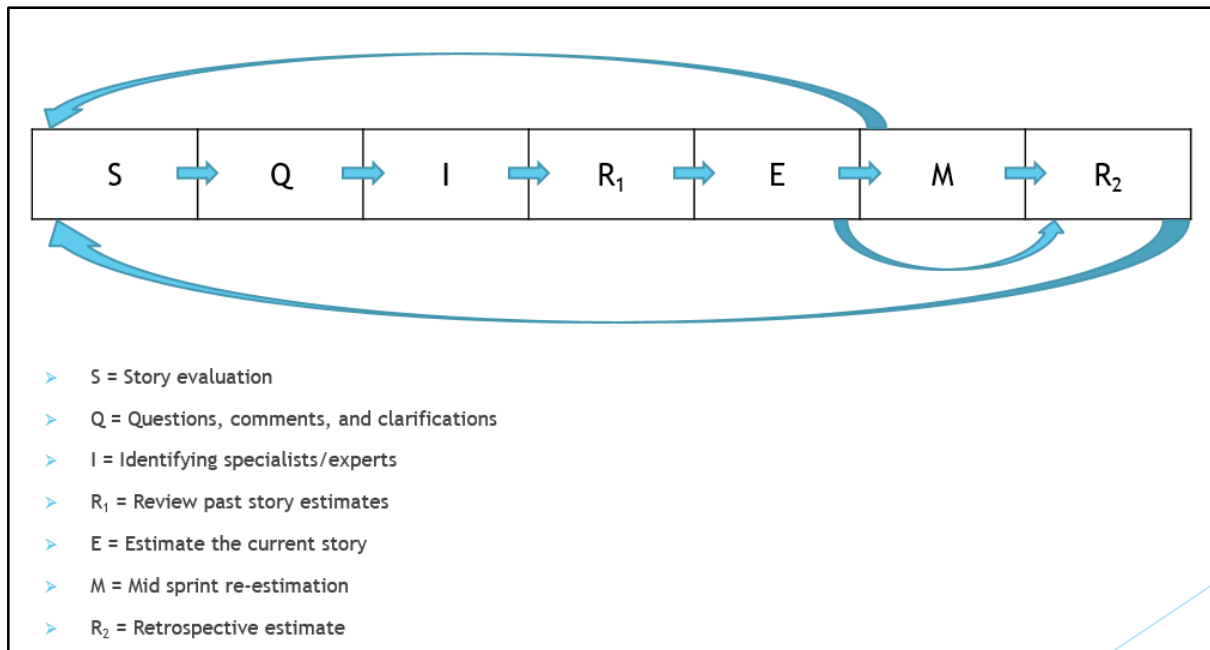 S Q I R₁ E M R₂
S = Story evaluation
Q = Questions, comments, and clarifications
I = Identifying specialists/experts
R₁ = Review past story estimates
E = Estimate the current story
M = Mid sprint re-estimation
R₂ = Retrospective estimate